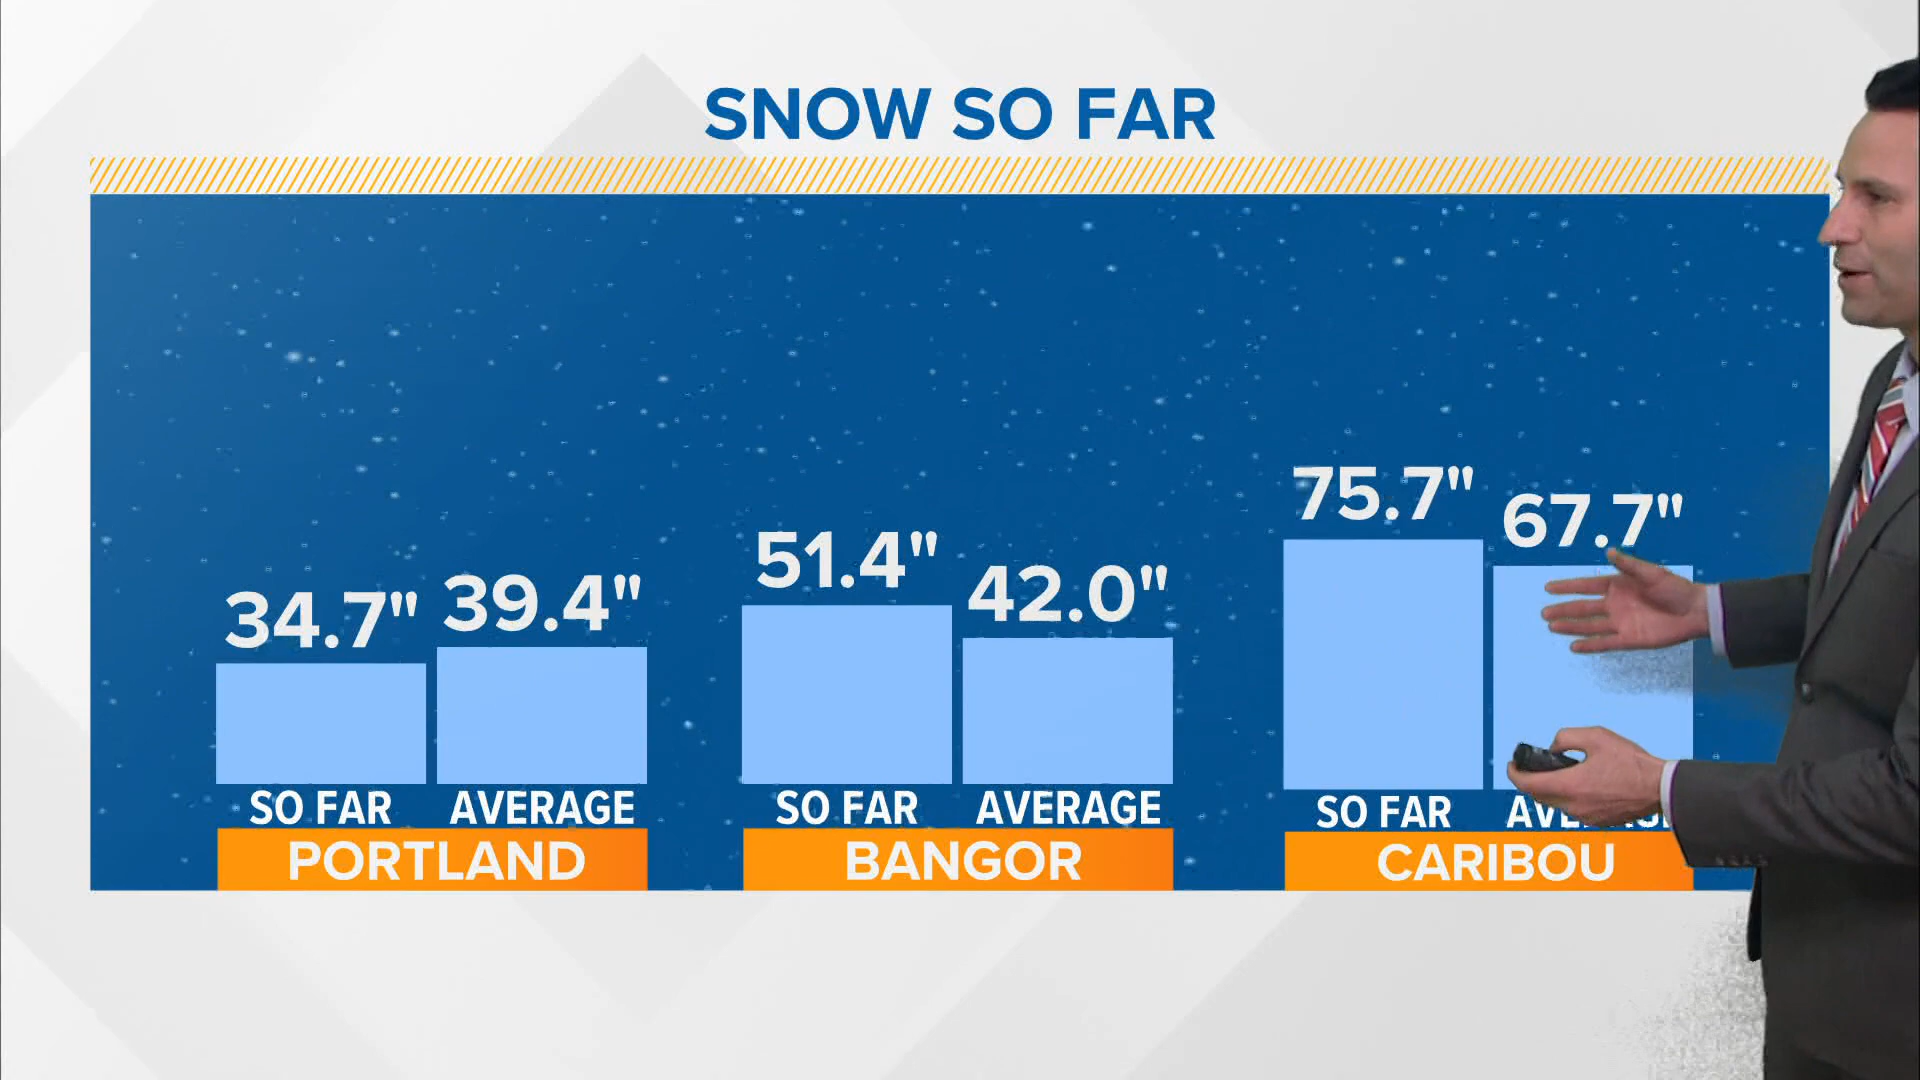 SNOW SO FAR
34.7" 39.4" 51.4" 42.0" 75.7" 67.7"
SO FAR AVERAGE SO FAR AVERAGE SO FAR
PORTLAND BANGOR CARIBOU